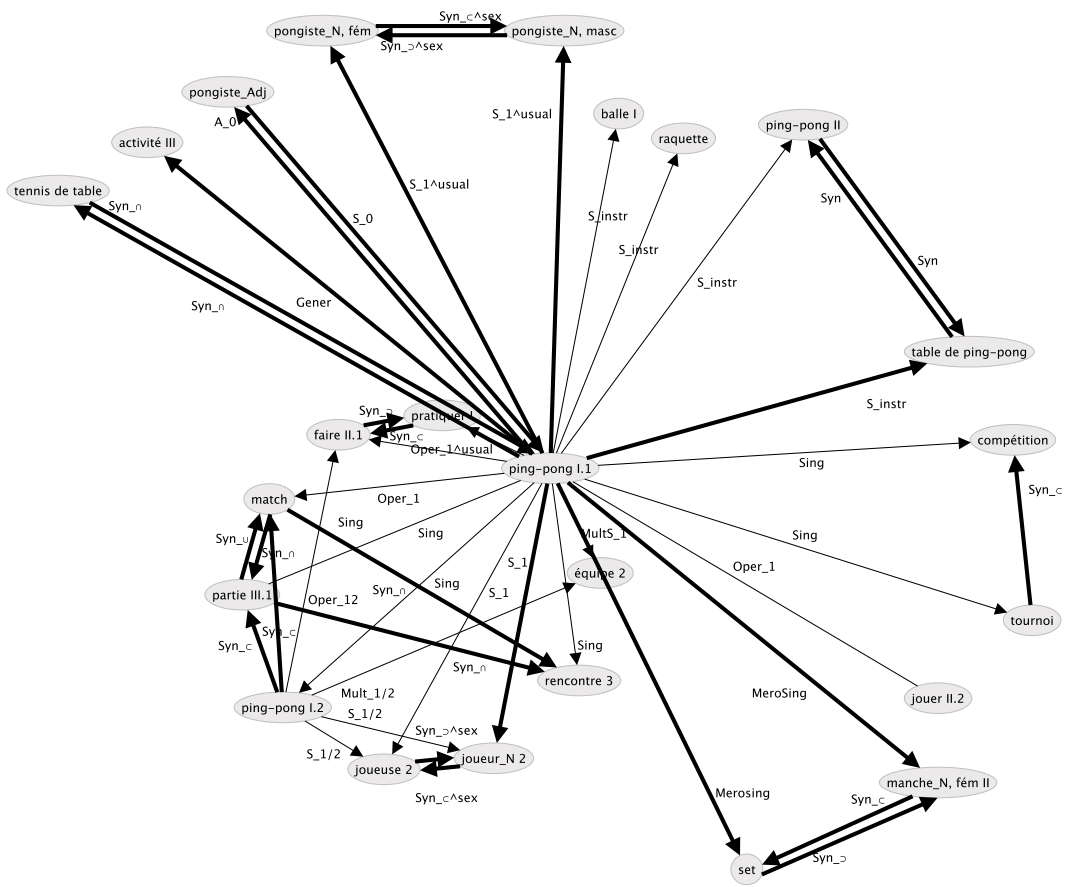 Syn_⊂^sex
pongiste_N, fém
pongiste_N, masc
Syn_⊃^sex
pongiste_Adj
A_0
S_1^usual
balle I
ping-pong II
activité III
raquette
tennis de table
Syn_∩
S_1^usual
Syn
S_0
S_instr
S_instr
Syn
S_instr
Syn_∩
Gener
table de ping-pong
S_instr
Syn_⊃
pratiquer I
faire II.1
Syn_⊂
Oper_1^usual
compétition
Sing
ping-pong I.1
match
Oper_1
Syn_⊂
Sing
Sing
MultS_1
Sing
Syn_∪
Syn_∩
S_1
Oper_1
équipe 2
Syn_∩
Sing
S_1
partie III.1
Oper_12
tournoi
Syn_⊂
Syn_⊂
Sing
Syn_∩
rencontre 3
Mult_1/2
MeroSing
jouer II.2
ping-pong I.2
S_1/2
Syn_⊃^sex
S_1/2
joueuse 2
joueur_N 2
manche_N, fém II
Syn_⊂^sex
Merosing
Syn_⊂
Syn_⊃
set